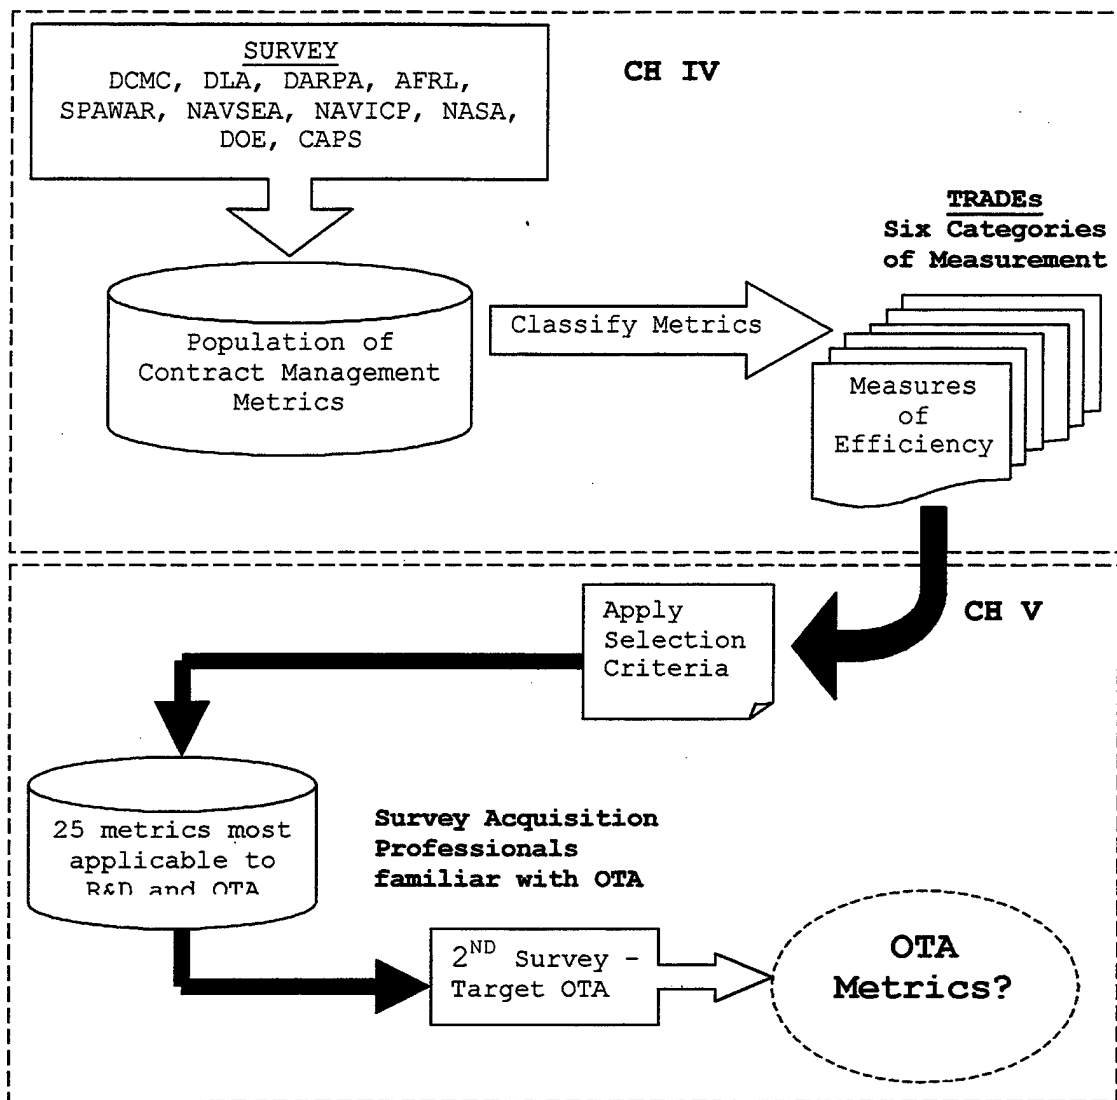 SURVEY
DCMC, DLA, DARPA, AFRL,
SPAWAR, NAVSEA, NAVICP, NASA,
DOE, CAPS
CH IV
TRADEs
Six Categories
of Measurement
Population of
Contract Management
Metrics
Classify Metrics
Measures
of
Efficiency
CH V
Apply
Selection
Criteria
25 metrics most
applicable to
R&D and OTA
Survey Acquisition
Professionals
familiar with OTA
2ND Survey –
Target OTA
OTA
Metrics?